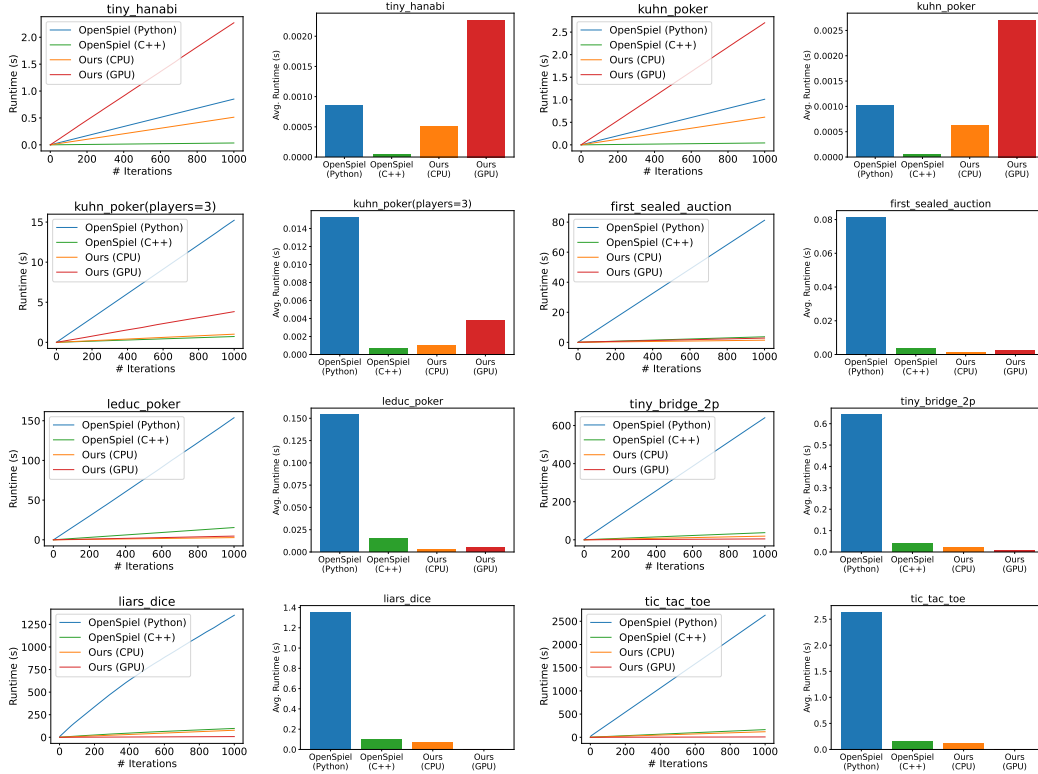 tiny_hanabi
Runtime (s)
2.0
1.5
1.0
0.5
0.0
OpenSpiel (Python)
OpenSpiel (C++)
Ours (CPU)
Ours (GPU)
0 200 400 600 800 1000
# Iterations
tiny_hanabi
Avg. Runtime (s)
0.0020
0.0015
0.0010
0.0005
0.0000
OpenSpiel OpenSpiel Ours Ours
(Python) (C++) (CPU) (GPU)
kuhn_poker
Runtime (s)
2.5
2.0
1.5
1.0
0.5
0.0
OpenSpiel (Python)
OpenSpiel (C++)
Ours (CPU)
Ours (GPU)
0 200 400 600 800 1000
# Iterations
kuhn_poker
Avg. Runtime (s)
0.0025
0.0020
0.0015
0.0010
0.0005
0.0000
OpenSpiel OpenSpiel Ours Ours
(Python) (C++) (CPU) (GPU)
kuhn_poker(players=3)
Runtime (s)
15
10
5
0
OpenSpiel (Python)
OpenSpiel (C++)
Ours (CPU)
Ours (GPU)
0 200 400 600 800 1000
# Iterations
kuhn_poker(players=3)
Avg. Runtime (s)
0.014
0.012
0.010
0.008
0.006
0.004
0.002
0.000
OpenSpiel OpenSpiel Ours Ours
(Python) (C++) (CPU) (GPU)
first_sealed_auction
Runtime (s)
80
60
40
20
0
OpenSpiel (Python)
OpenSpiel (C++)
Ours (CPU)
Ours (GPU)
0 200 400 600 800 1000
# Iterations
first_sealed_auction
Avg. Runtime (s)
0.08
0.06
0.04
0.02
0.00
OpenSpiel OpenSpiel Ours Ours
(Python) (C++) (CPU) (GPU)
leduc_poker
Runtime (s)
150
100
50
0
OpenSpiel (Python)
OpenSpiel (C++)
Ours (CPU)
Ours (GPU)
0 200 400 600 800 1000
# Iterations
leduc_poker
Avg. Runtime (s)
0.150
0.125
0.100
0.075
0.050
0.025
0.000
OpenSpiel OpenSpiel Ours Ours
(Python) (C++) (CPU) (GPU)
tiny_bridge_2p
Runtime (s)
600
400
200
0
OpenSpiel (Python)
OpenSpiel (C++)
Ours (CPU)
Ours (GPU)
0 200 400 600 800 1000
# Iterations
tiny_bridge_2p
Avg. Runtime (s)
0.6
0.5
0.4
0.3
0.2
0.1
0.0
OpenSpiel OpenSpiel Ours Ours
(Python) (C++) (CPU) (GPU)
liars_dice
Runtime (s)
1250
1000
750
500
250
0
OpenSpiel (Python)
OpenSpiel (C++)
Ours (CPU)
Ours (GPU)
0 200 400 600 800 1000
# Iterations
liars_dice
Avg. Runtime (s)
1.4
1.2
1.0
0.8
0.6
0.4
0.2
0.0
OpenSpiel OpenSpiel Ours Ours
(Python) (C++) (CPU) (GPU)
tic_tac_toe
Runtime (s)
2500
2000
1500
1000
500
0
OpenSpiel (Python)
OpenSpiel (C++)
Ours (CPU)
Ours (GPU)
0 200 400 600 800 1000
# Iterations
tic_tac_toe
Avg. Runtime (s)
2.5
2.0
1.5
1.0
0.5
0.0
OpenSpiel OpenSpiel Ours Ours
(Python) (C++) (CPU) (GPU)